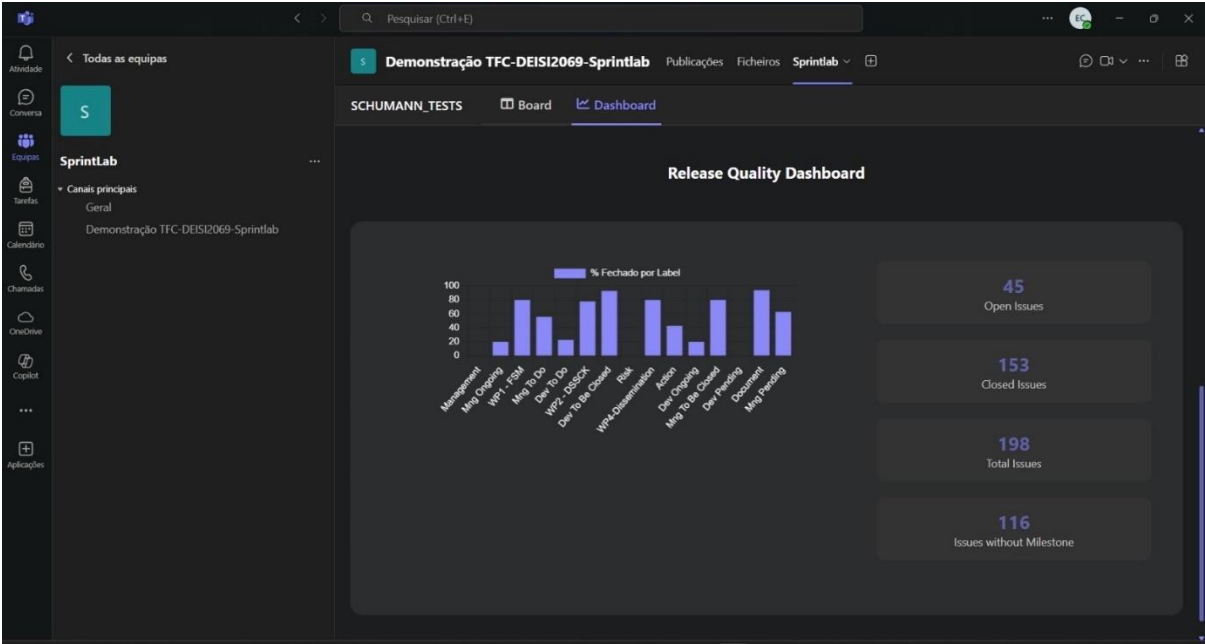 Pesquisar (Ctrl+E)
EC
Atividade
Conversa
Equipas
Tarefas
Calendário
Chamadas
OneDrive
Copilot
Aplicações
Todas as equipas
S
SprintLab
Canais principais
Geral
Demonstração TFC-DEISI2069-Sprintlab
S Demonstração TFC-DEISI2069-Sprintlab Publicações Ficheiros Sprintlab
SCHUMANN_TESTS Board Dashboard
Release Quality Dashboard
% Fechado por Label
100
80
60
40
20
0
Management
Mng Ongoing
WP1 - FSM
Mng To Do
Dev To Do
WP2 - DSSCK
Dev To Be Closed
Risk
WP4-Dissemination
Action
Dev Ongoing
Mng To Be Closed
Dev Pending
Document
Mng Pending
45
Open Issues
153
Closed Issues
198
Total Issues
116
Issues without Milestone